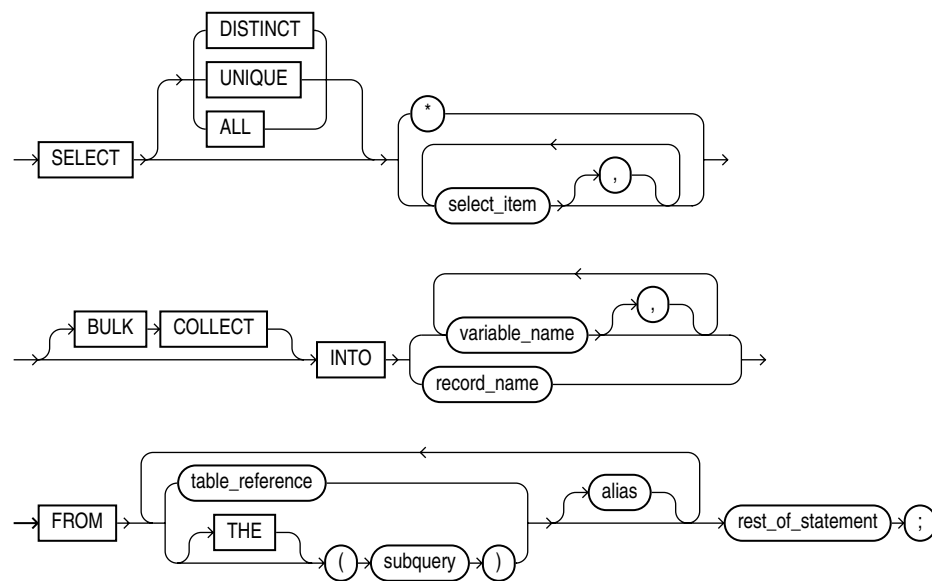 DISTINCT
UNIQUE
ALL
SELECT
*
select_item ,
BULK COLLECT INTO variable_name ,
record_name
FROM table_reference alias
THE ( subquery ) rest_of_statement ;